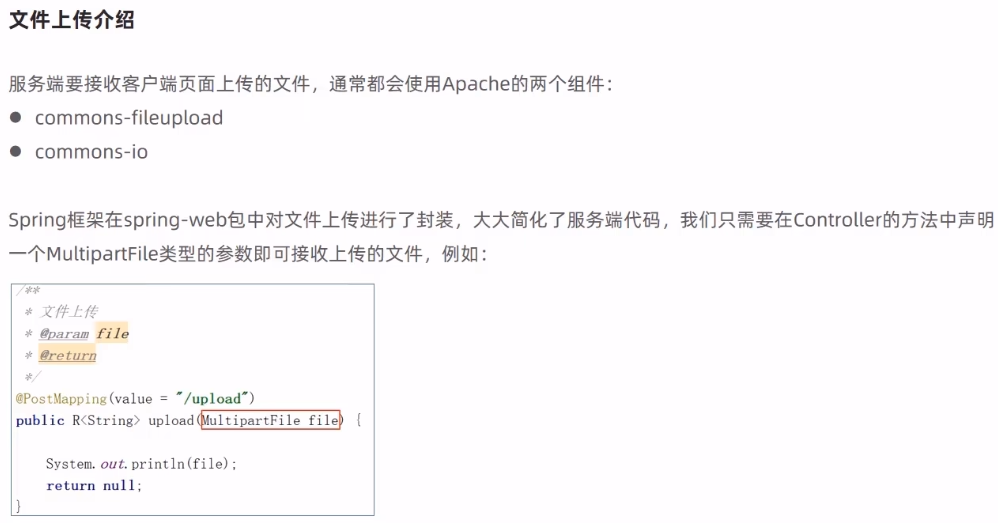 文件上传介绍
服务端要接收客户端页面上传的文件，通常都会使用Apache的两个组件：
● commons-fileupload
● commons-io
Spring框架在spring-web包中对文件上传进行了封装，大大简化了服务端代码，我们只需要在Controller的方法中声明
一个MultipartFile类型的参数即可接收上传的文件，例如：
/**
 * 文件上传
 * @param file
 * @return
 */
@PostMapping(value = "/upload")
public R<String> upload(MultipartFile file) {
    System.out.println(file);
    return null;
}